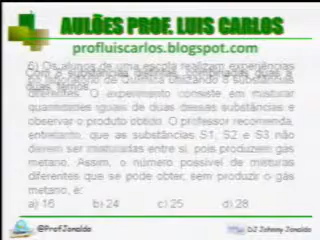 AULÕES PROF. LUIS CARLOS
profluiscarlos.blogspot.com
6) Os alunos de uma escola realizam experiências
diferentes. O experimento consiste em misturar
quantidades iguais de duas dessas substâncias e
observar o produto obtido. O professor recomenda,
entretanto, que as substâncias S1, S2 e S3 não
devem ser misturadas entre si, pois produzem gás
metano. Assim, o número possível de misturas
diferentes que se pode obter, sem produzir o gás
metano, é:
a) 16 b) 24 c) 25 d) 28
@ProfJonaldo
DJ Johnny Jonaldo